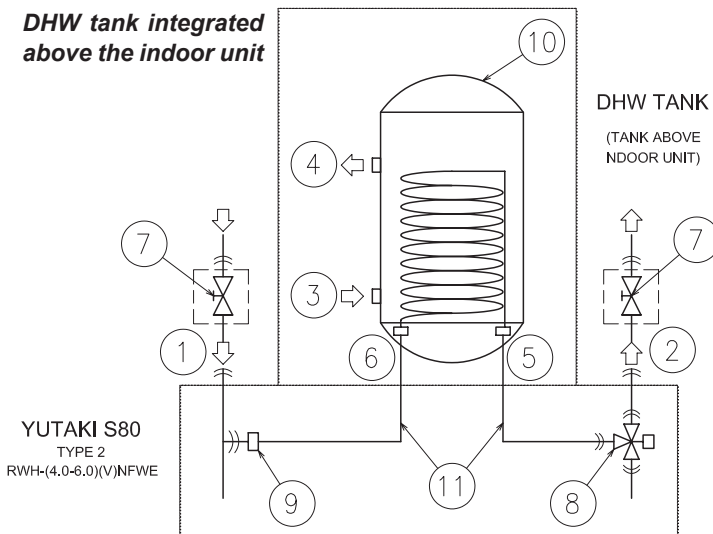 DHW tank integrated
above the indoor unit
10
DHW TANK
(TANK ABOVE
NDOOR UNIT)
4
7
7
3
1
6
5
2
YUTAKI S80
TYPE 2
RWH-(4.0-6.0)(V)NFWE
9
11
8